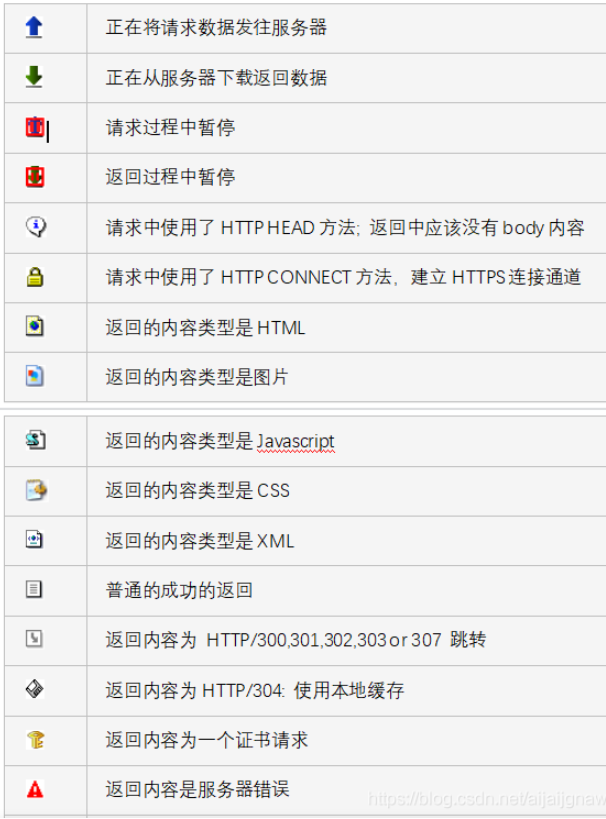 正在将请求数据发往服务器
正在从服务器下载返回数据
请求过程中暂停
返回过程中暂停
请求中使用了 HTTP HEAD 方法; 返回中应该没有 body 内容
请求中使用了 HTTP CONNECT 方法，建立 HTTPS 连接通道
返回的内容类型是 HTML
返回的内容类型是图片
返回的内容类型是 Javascript
返回的内容类型是 CSS
返回的内容类型是 XML
普通的成功的返回
返回内容为 HTTP/300,301,302,303 or 307 跳转
返回内容为 HTTP/304: 使用本地缓存
返回内容为一个证书请求
返回内容是服务器错误
https://blog.csdn.net/aijaijgnaw